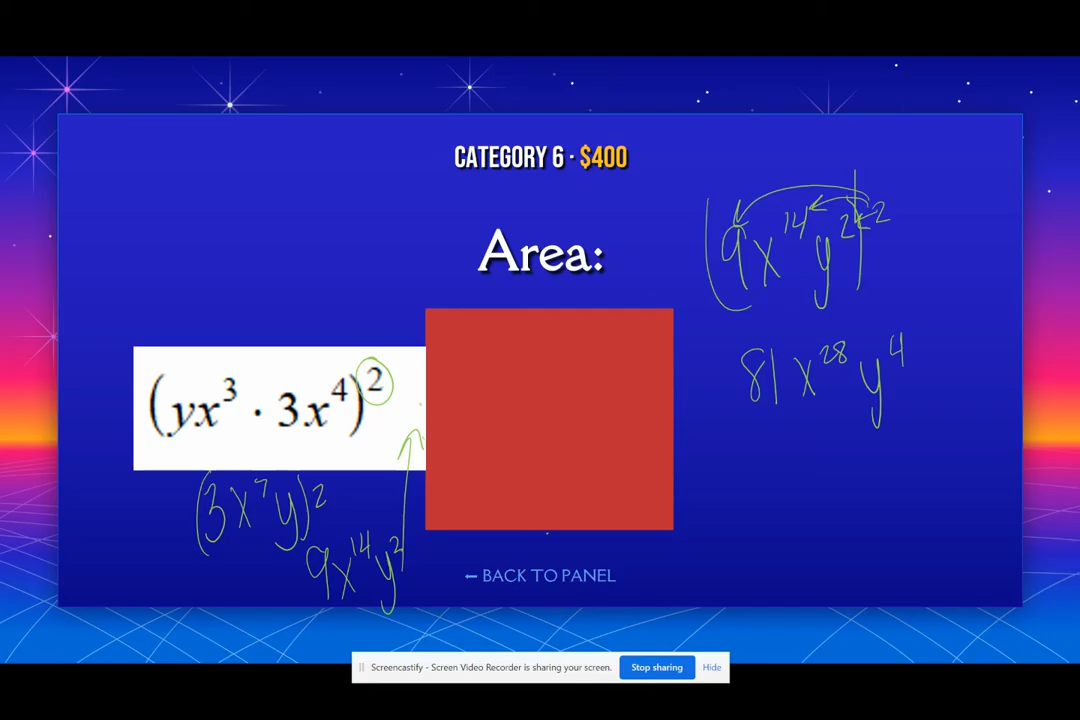 CATEGORY 6 · $400
Area:
(yx³ · 3x⁴)²
(3x⁷y)²
9x¹⁴y²
(9x¹⁴y²)²
81x²⁸y⁴
← BACK TO PANEL
Screencastify - Screen Video Recorder is sharing your screen. Stop sharing Hide